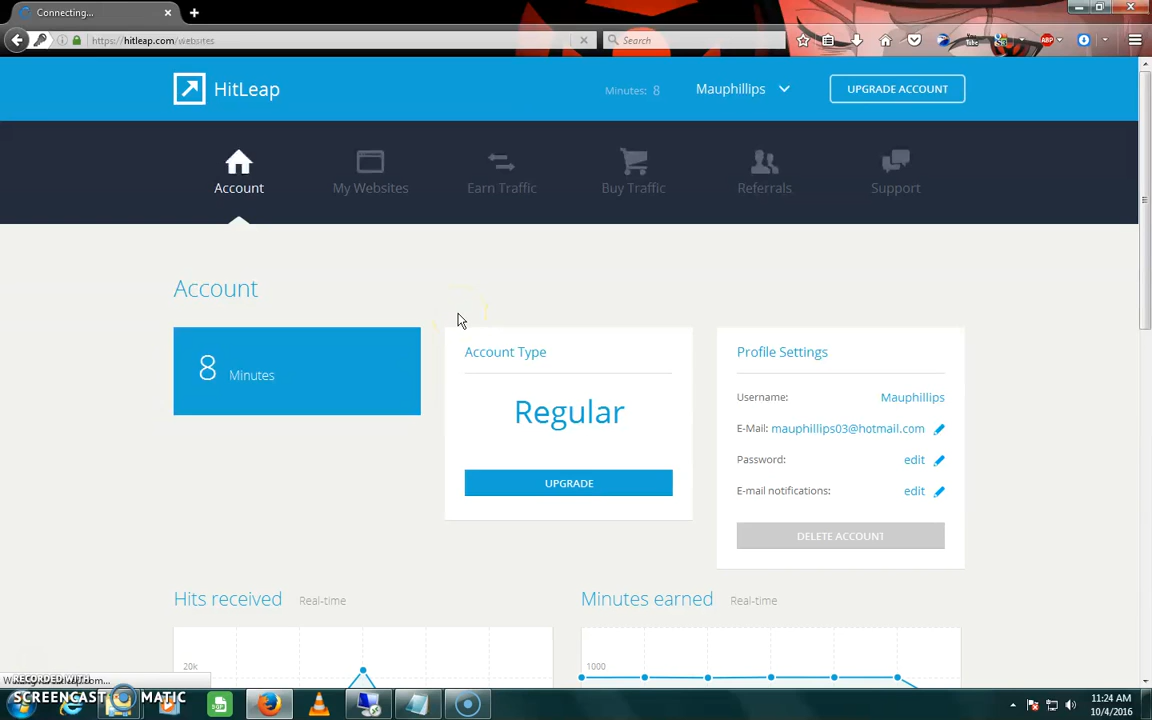 Connecting...
https://hitleap.com/websites
Search
You
Tube
ABP
HitLeap
Minutes: 8
Mauphillips
UPGRADE ACCOUNT
Account
My Websites
Earn Traffic
Buy Traffic
Referrals
Support
Account
8 Minutes
Account Type
Regular
UPGRADE
Profile Settings
Username: Mauphillips
E-Mail: mauphillips03@hotmail.com
Password: edit
E-mail notifications: edit
DELETE ACCOUNT
Hits received Real-time
Minutes earned Real-time
20k
1000
RECORDED WITH
SCREENCAST MATIC
11:24 AM
10/4/2016